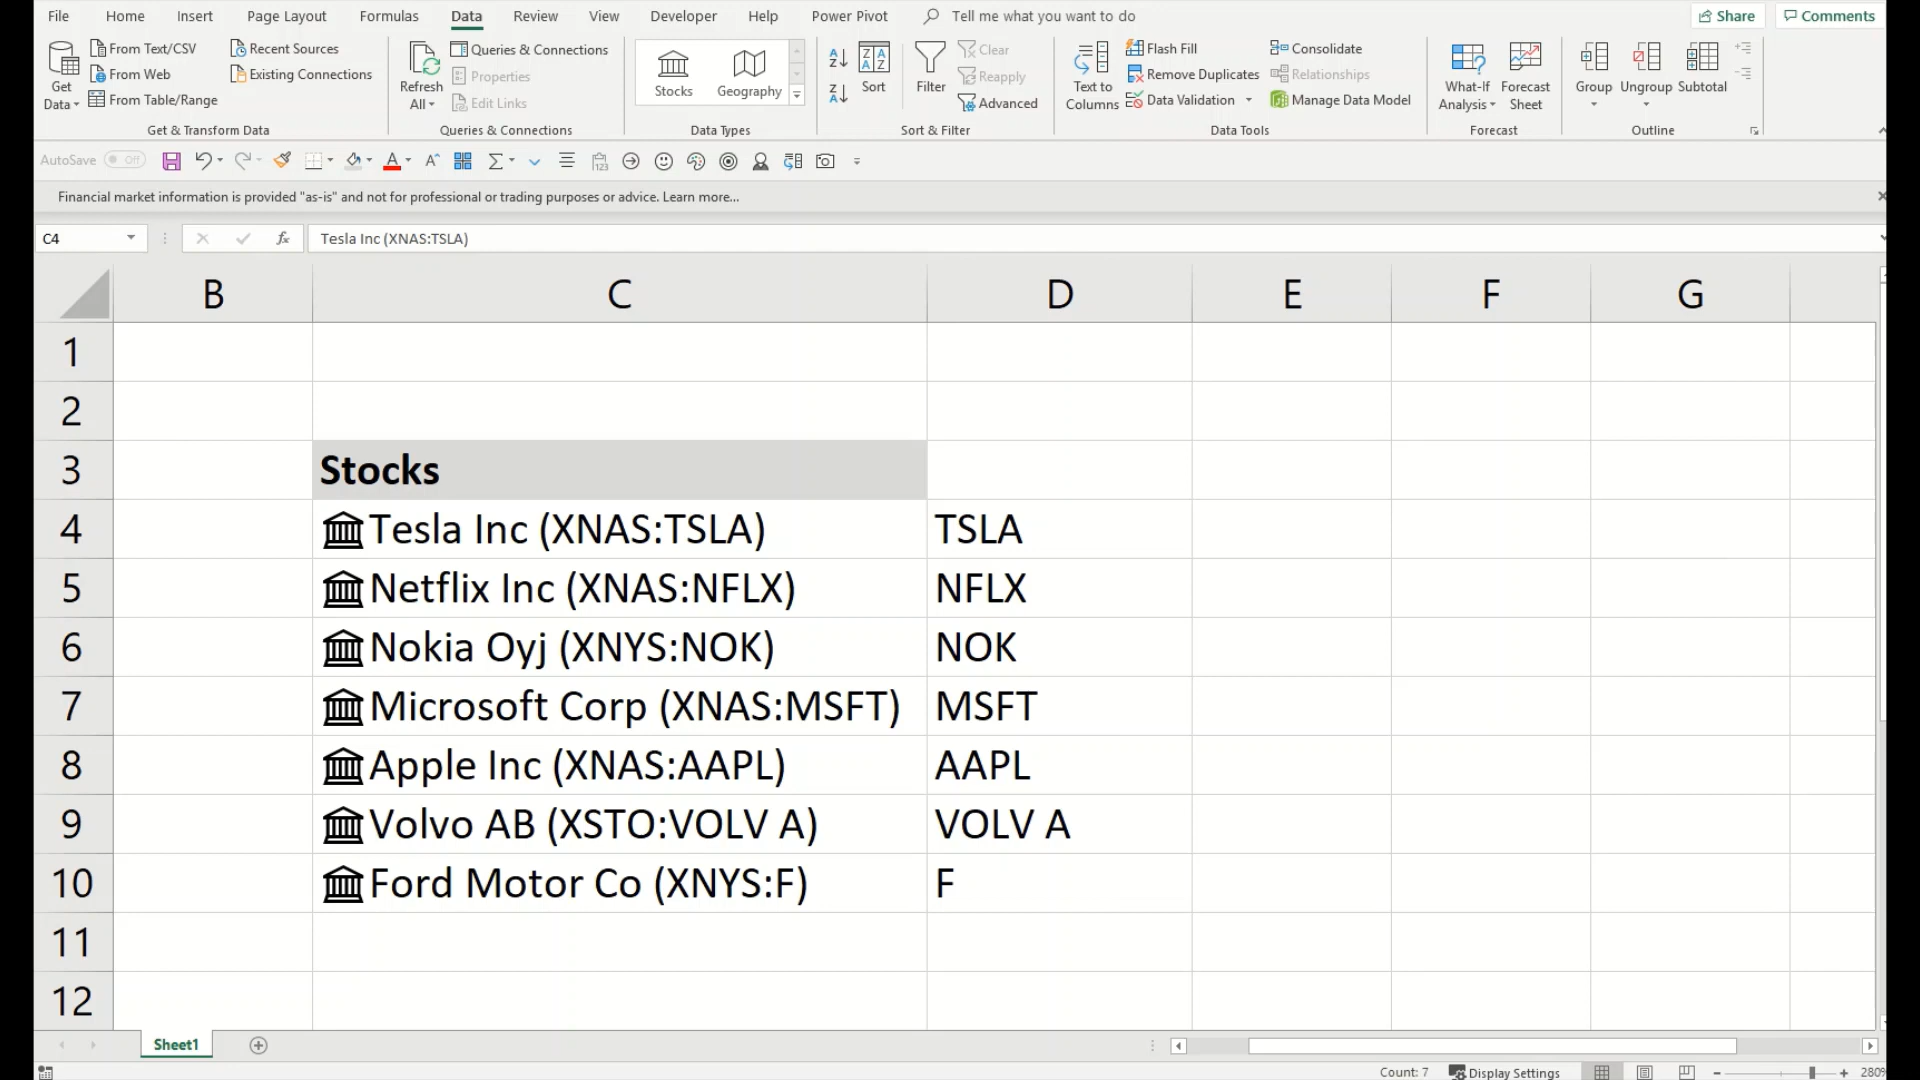 File Home Insert Page Layout Formulas Data Review View Developer Help Power Pivot Tell me what you want to do Share Comments
Get Data
From Text/CSV
From Web
From Table/Range
Recent Sources
Existing Connections
Get & Transform Data
Refresh All
Queries & Connections
Properties
Edit Links
Queries & Connections
Stocks
Geography
Data Types
Sort
Filter
Clear
Reapply
Advanced
Sort & Filter
Text to Columns
Flash Fill
Remove Duplicates
Data Validation
Consolidate
Relationships
Manage Data Model
Data Tools
What-If Analysis
Forecast Sheet
Forecast
Group
Ungroup
Subtotal
Outline
AutoSave Off
Financial market information is provided "as-is" and not for professional or trading purposes or advice. Learn more...
C4 fx Tesla Inc (XNAS:TSLA)
B C D E F G
1
2
3 Stocks
4 Tesla Inc (XNAS:TSLA) TSLA
5 Netflix Inc (XNAS:NFLX) NFLX
6 Nokia Oyj (XNYS:NOK) NOK
7 Microsoft Corp (XNAS:MSFT) MSFT
8 Apple Inc (XNAS:AAPL) AAPL
9 Volvo AB (XSTO:VOLV A) VOLV A
10 Ford Motor Co (XNYS:F) F
11
12
Sheet1
Count: 7 Display Settings 280%